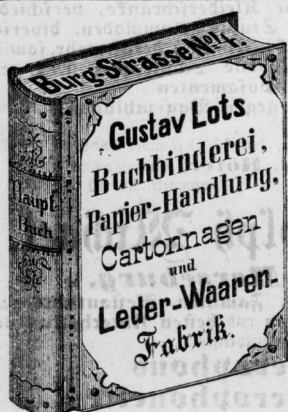 Burg-Strasse No 4.
Gustav Lots
Buchbinderei,
Papier-Handlung,
Cartonnagen
und
Leder-Waaren-
Fabrik.
Haupt
Buch